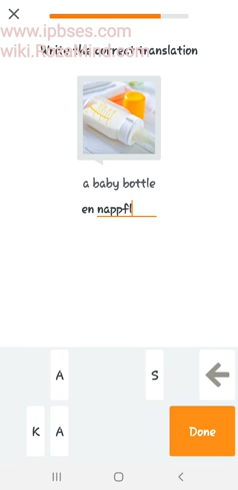 www.ipbses.com
Write the correct translation
a baby bottle
en nappfl
A
S
K
A
Done